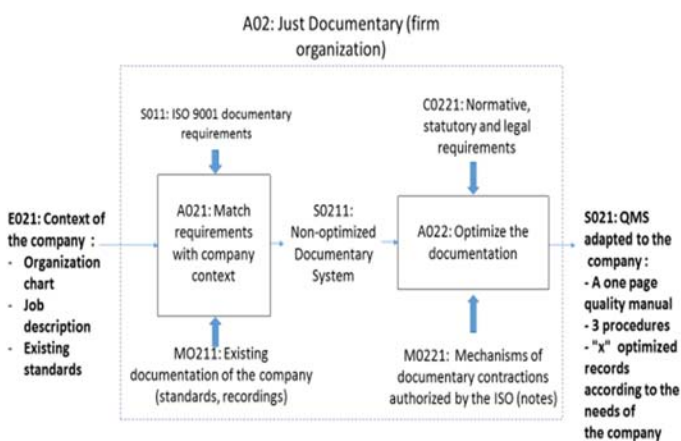 A02: Just Documentary (firm
organization)
S011: ISO 9001 documentary
requirements
C0221: Normative,
statutory and legal
requirements
E021: Context of
the company :
- Organization
chart
- Job
description
- Existing
standards
A021: Match
requirements
with company
context
S0211:
Non-optimized
Documentary
System
A022: Optimize the
documentation
S021: QMS
adapted to the
company :
- A one page
quality manual
- 3 procedures
- "x" optimized
records
according to the
needs of
the company
MO211: Existing
documentation of the company
(standards, recordings)
M0221: Mechanisms of
documentary contractions
authorized by the ISO (notes)